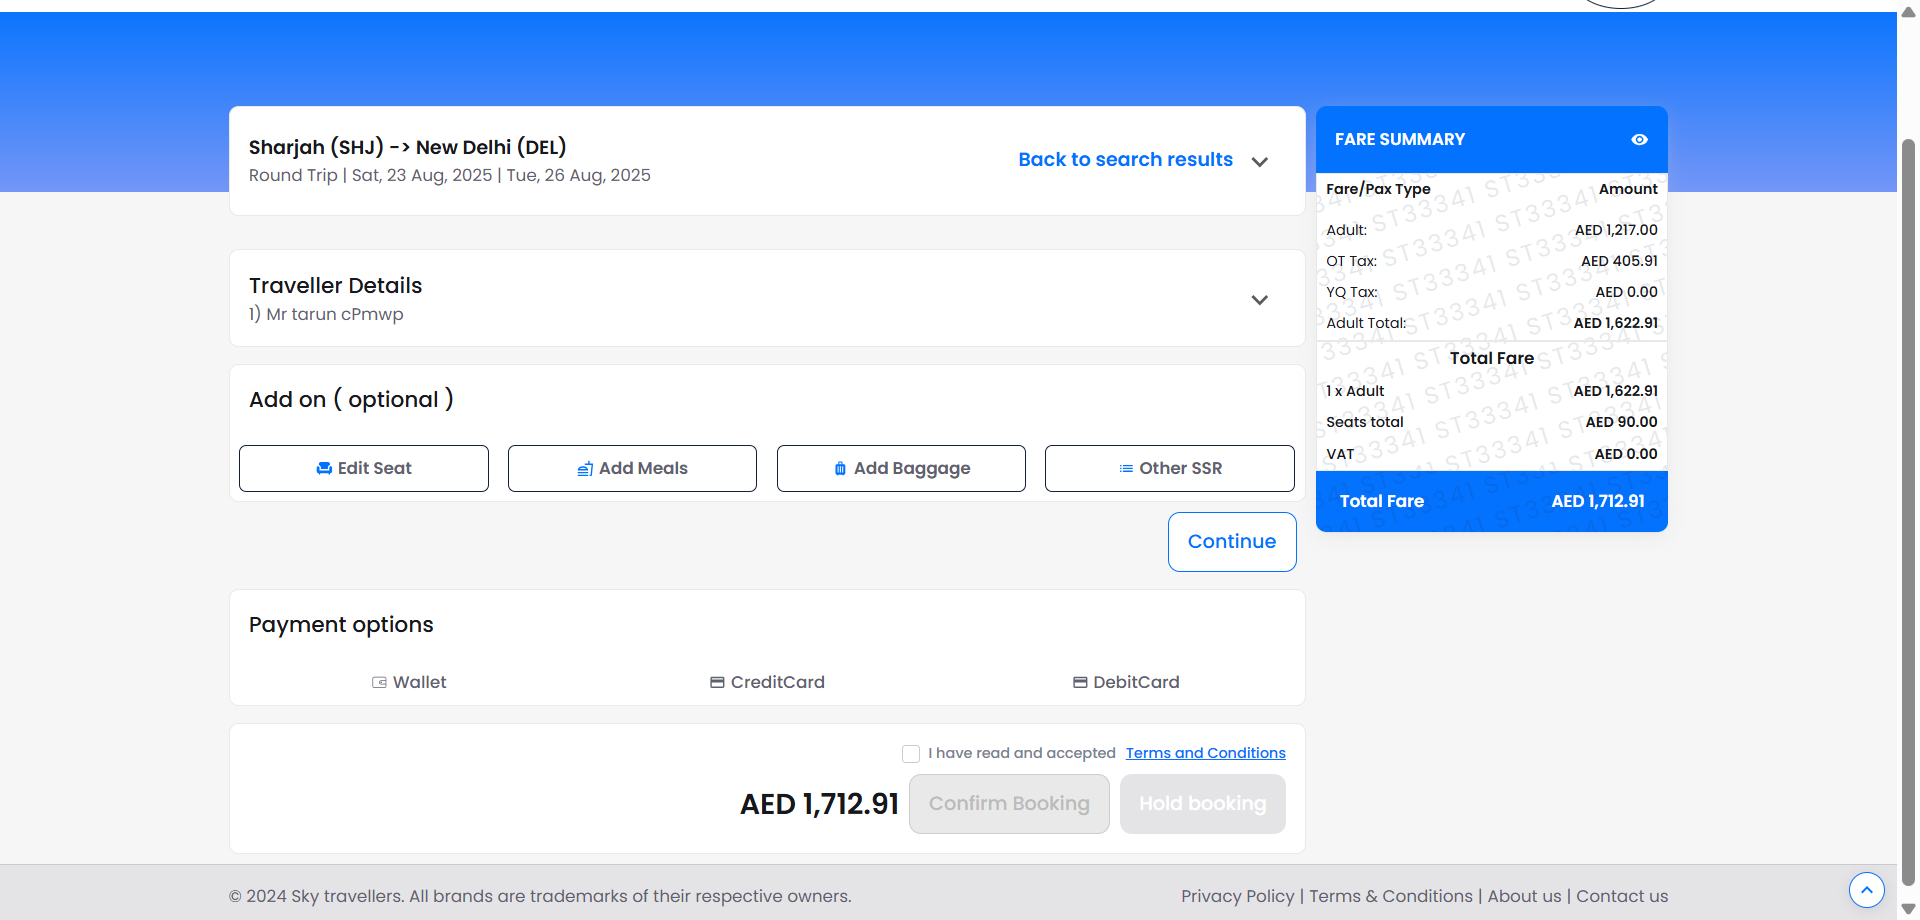 Sharjah (SHJ) -> New Delhi (DEL)
Round Trip | Sat, 23 Aug, 2025 | Tue, 26 Aug, 2025
Back to search results
Traveller Details
1) Mr tarun cPmwp
Add on ( optional )
Edit Seat
Add Meals
Add Baggage
Other SSR
Continue
Payment options
Wallet
CreditCard
DebitCard
I have read and accepted Terms and Conditions
AED 1,712.91
Confirm Booking
Hold booking
FARE SUMMARY
Fare/Pax Type Amount
Adult: AED 1,217.00
OT Tax: AED 405.91
YQ Tax: AED 0.00
Adult Total: AED 1,622.91
Total Fare
1 x Adult AED 1,622.91
Seats total AED 90.00
VAT AED 0.00
Total Fare AED 1,712.91
ST33341 ST33341 ST33341
© 2024 Sky travellers. All brands are trademarks of their respective owners.
Privacy Policy | Terms & Conditions | About us | Contact us